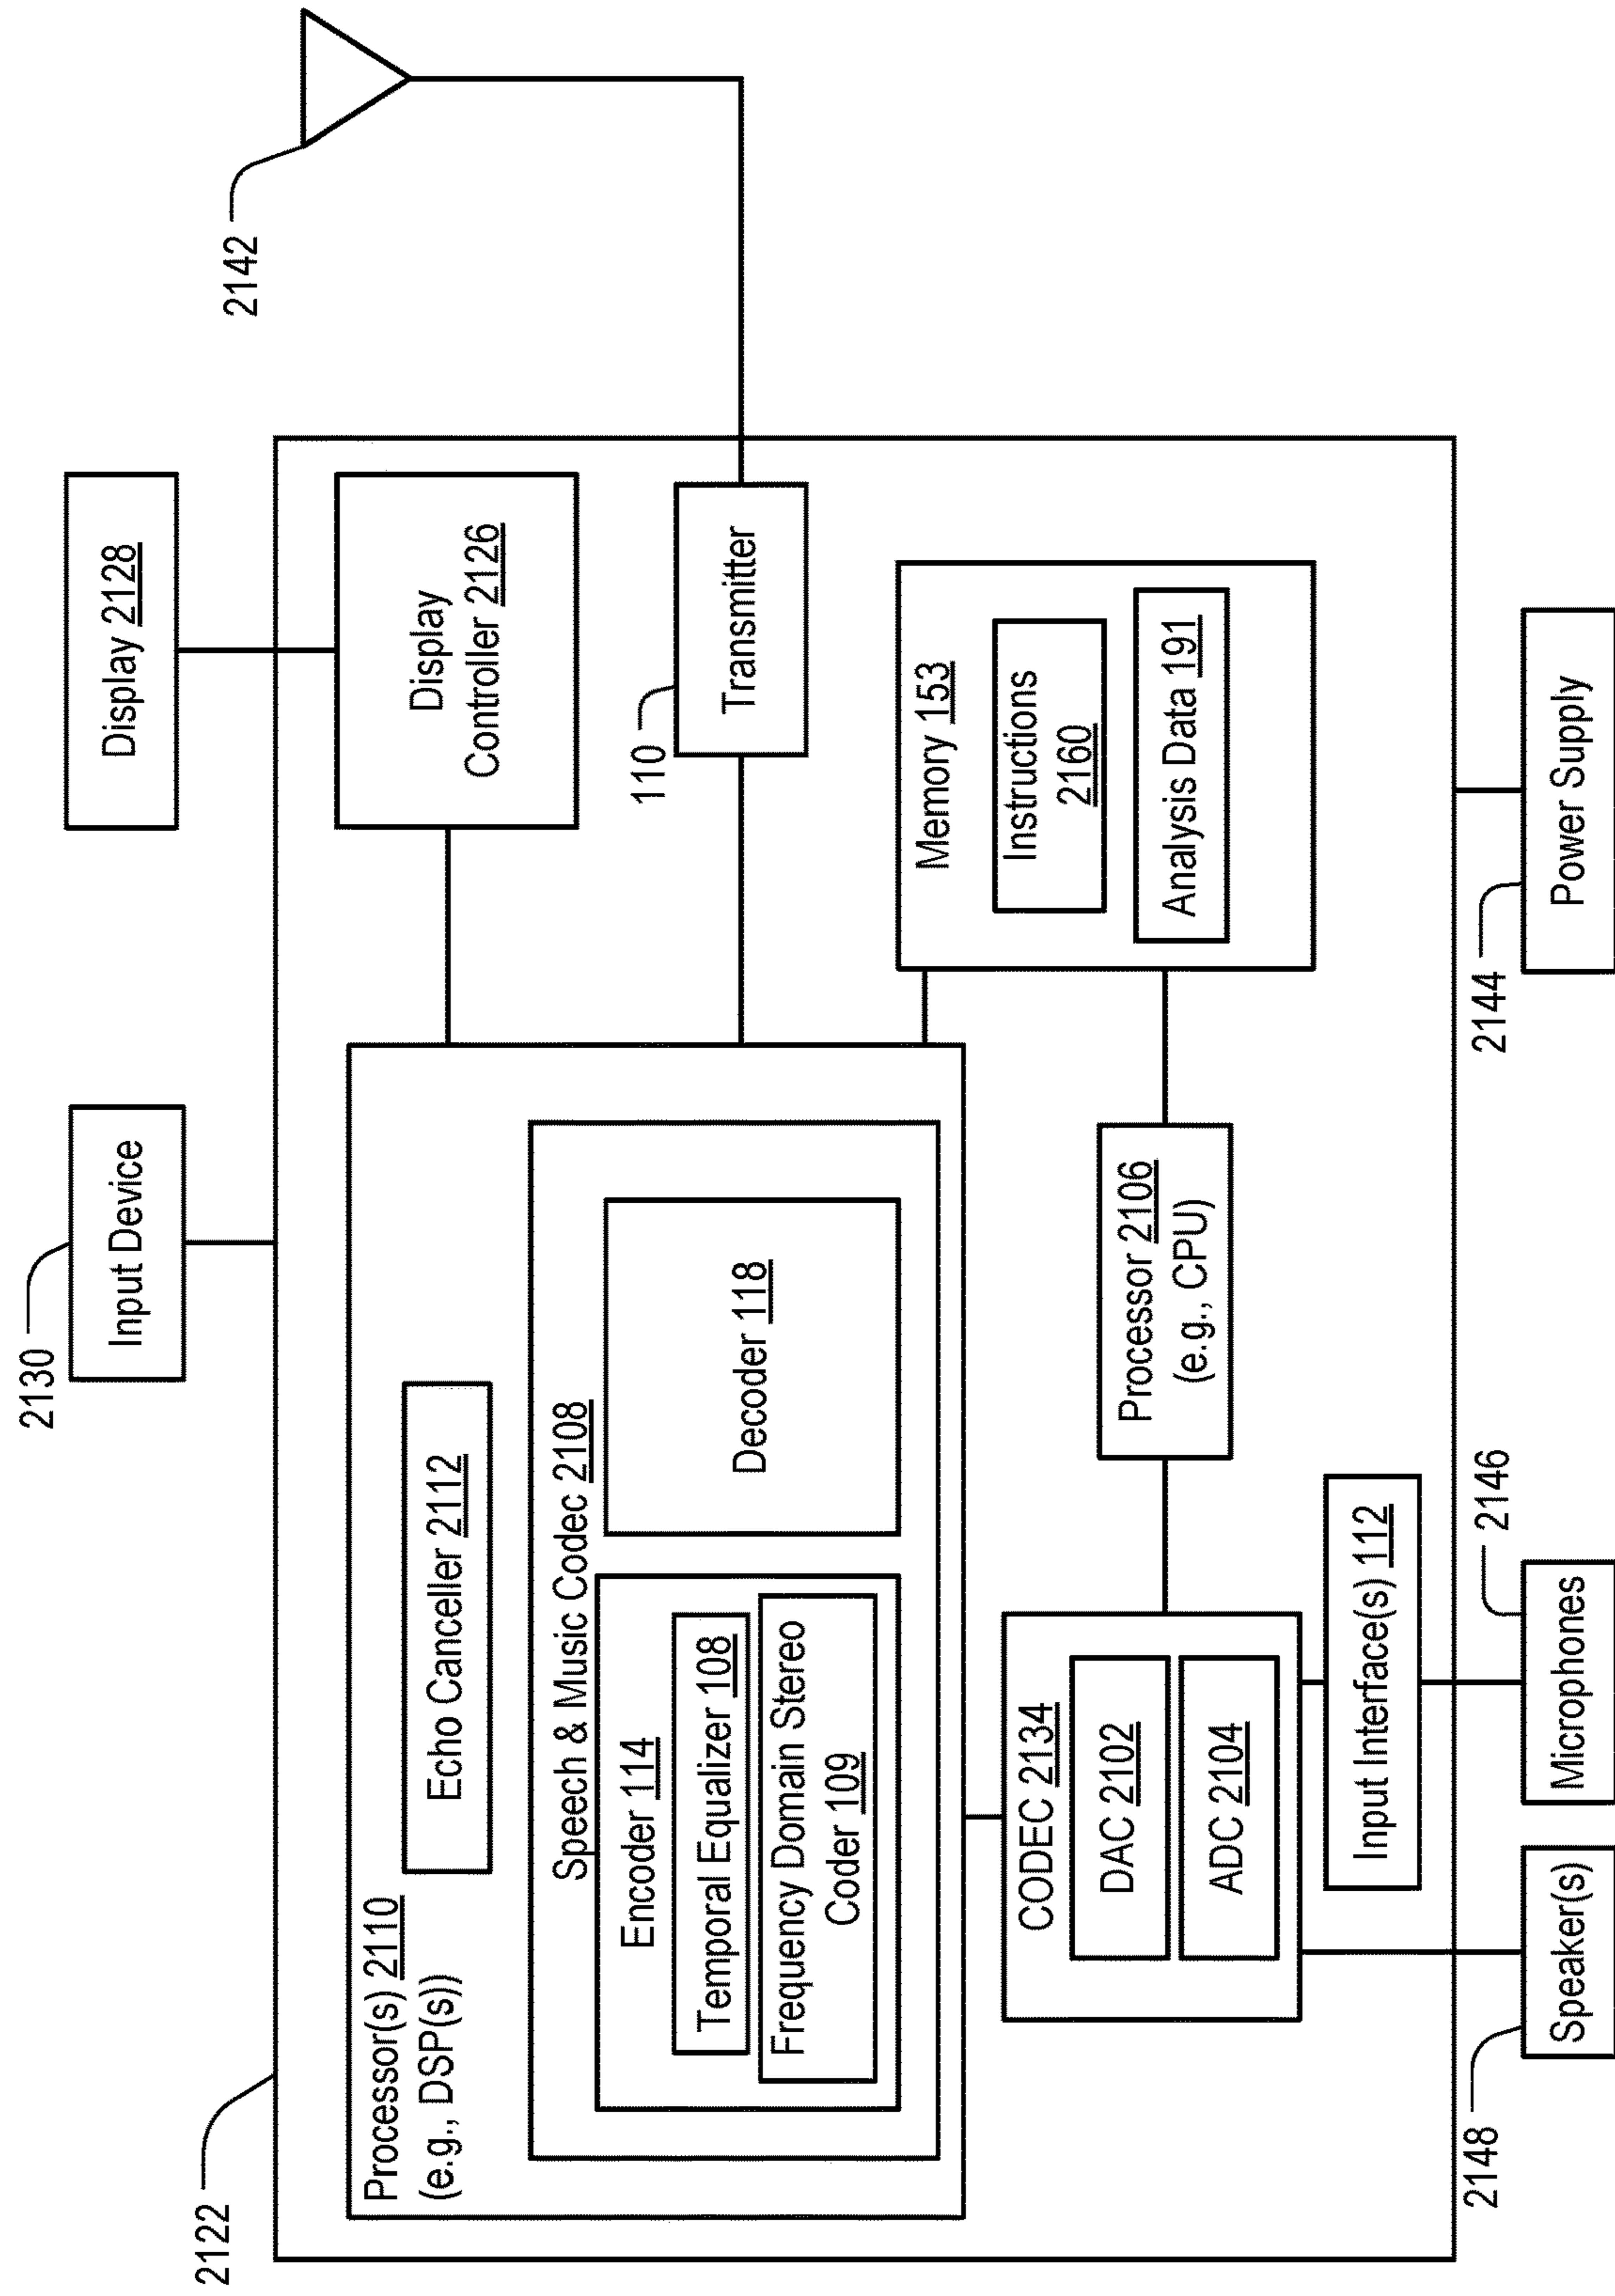 2130
Input Device
Display 2128
2142
2122
Processor(s) 2110
(e.g., DSP(s))
Echo Canceller 2112
Display
Controller 2126
Speech & Music Codec 2108
Encoder 114
Temporal Equalizer 108
Frequency Domain Stereo
Coder 109
Decoder 118
110
Transmitter
Memory 153
Instructions
2160
Analysis Data 191
CODEC 2134
DAC 2102
ADC 2104
Processor 2106
(e.g., CPU)
Input Interface(s) 112
2148
Speaker(s)
2146
Microphones
2144
Power Supply